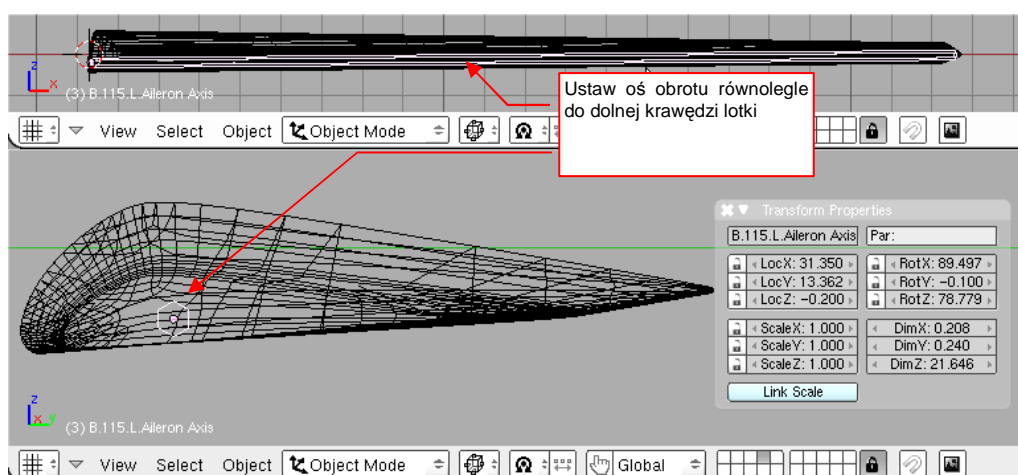 z
x
(3) B.115.L.Aileron Axis
Ustaw oś obrotu równolegle
do dolnej krawędzi lotki
View Select Object Object Mode
Transform Properties
B.115.L.Aileron Axis Par:
LocX: 31.350 RotX: 89.497
LocY: 13.362 RotY: -0.100
LocZ: -0.200 RotZ: 78.779
ScaleX: 1.000 DimX: 0.208
ScaleY: 1.000 DimY: 0.240
ScaleZ: 1.000 DimZ: 21.646
Link Scale
z
x y
(3) B.115.L.Aileron Axis
View Select Object Object Mode Global